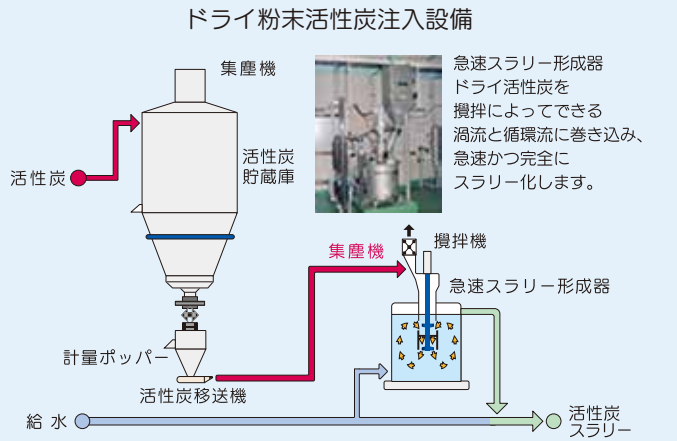 ドライ粉末活性炭注入設備
集塵機
急速スラリー形成器
ドライ活性炭を
攪拌によってできる
渦流と循環流に巻き込み、
急速かつ完全に
スラリー化します。
活性炭
貯蔵庫
活性炭
集塵機
攪拌機
急速スラリー形成器
計量ポッパー
活性炭移送機
給水
活性炭
スラリー